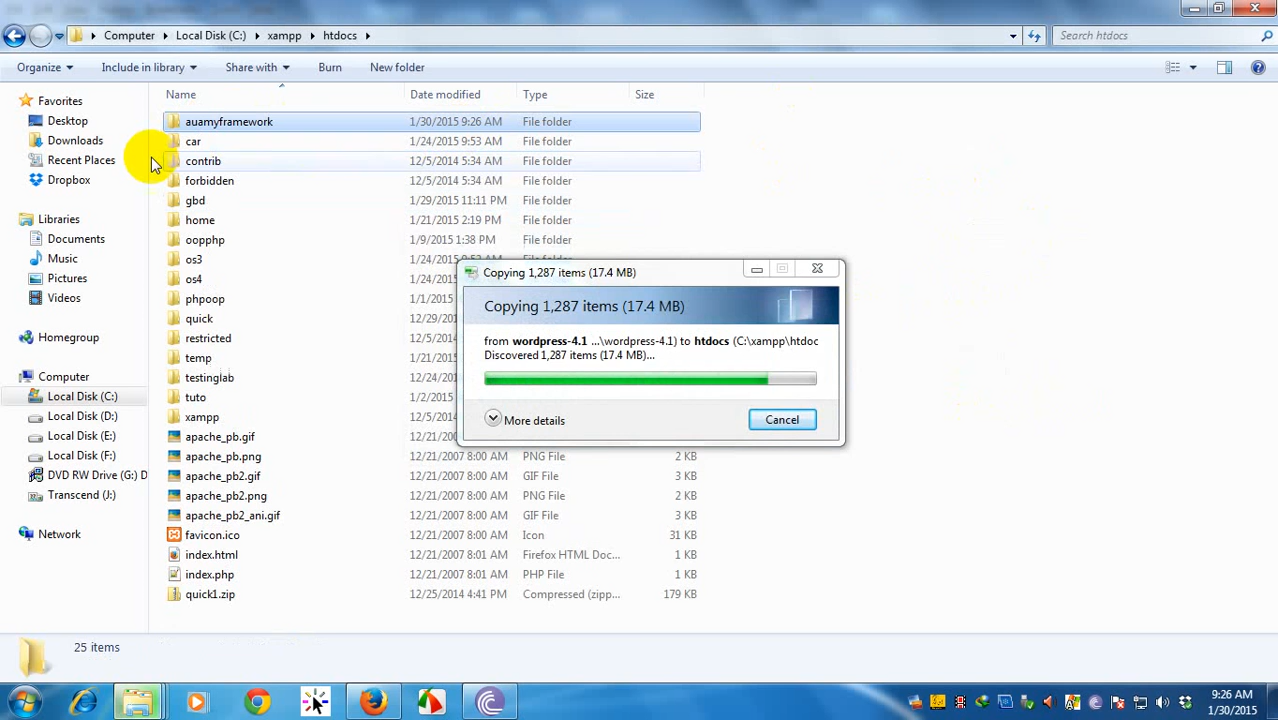 Computer Local Disk (C:) xampp htdocs Search htdocs
Organize Include in library Share with Burn New folder
Name Date modified Type Size
Favorites
Desktop
Downloads
Recent Places
Dropbox
Libraries
Documents
Music
Pictures
Videos
Homegroup
Computer
Local Disk (C:)
Local Disk (D:)
Local Disk (E:)
Local Disk (F:)
DVD RW Drive (G:) D
Transcend (J:)
Network
auamyframework 1/30/2015 9:26 AM File folder
car 1/24/2015 9:53 AM File folder
contrib 12/5/2014 5:34 AM File folder
forbidden 12/5/2014 5:34 AM File folder
gbd 1/29/2015 11:11 PM File folder
home 1/21/2015 2:19 PM File folder
oopphp 1/9/2015 1:38 PM File folder
os3
os4
phpoop
quick
restricted
temp
testinglab
tuto
xampp
apache_pb.gif
apache_pb.png 12/21/2007 8:00 AM PNG File 2 KB
apache_pb2.gif 12/21/2007 8:00 AM GIF File 3 KB
apache_pb2.png 12/21/2007 8:00 AM PNG File 2 KB
apache_pb2_ani.gif 12/21/2007 8:00 AM GIF File 3 KB
favicon.ico 12/21/2007 8:00 AM Icon 31 KB
index.html 12/21/2007 8:01 AM Firefox HTML Doc... 1 KB
index.php 12/21/2007 8:01 AM PHP File 1 KB
quick1.zip 12/25/2014 4:41 PM Compressed (zipp... 179 KB
Copying 1,287 items (17.4 MB)
Copying 1,287 items (17.4 MB)
from wordpress-4.1 ...\wordpress-4.1) to htdocs (C:\xampp\htdoc
Discovered 1,287 items (17.4 MB)...
More details Cancel
25 items
9:26 AM
1/30/2015